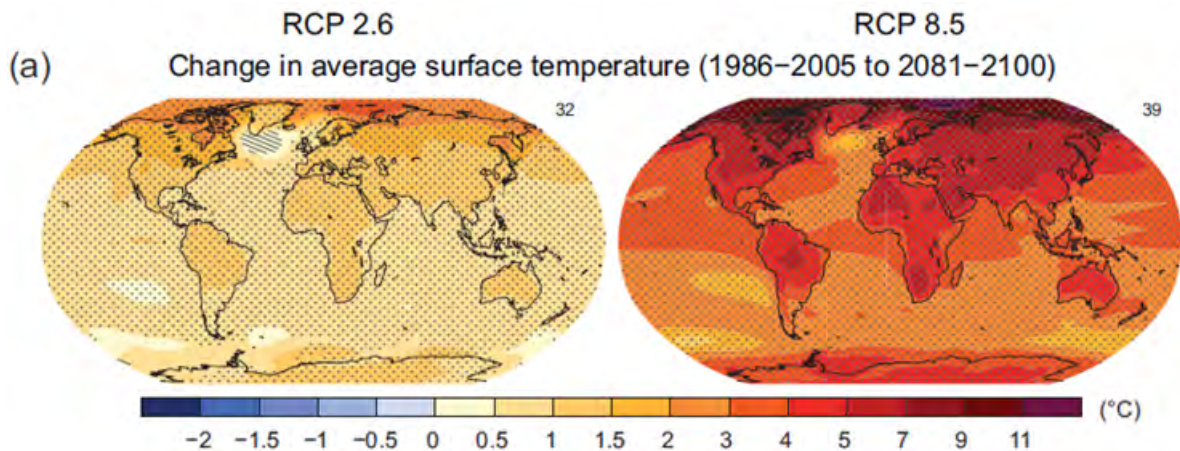 RCP 2.6 RCP 8.5
(a) Change in average surface temperature (1986−2005 to 2081−2100)
32 39
−2 −1.5 −1 −0.5 0 0.5 1 1.5 2 3 4 5 7 9 11 (°C)